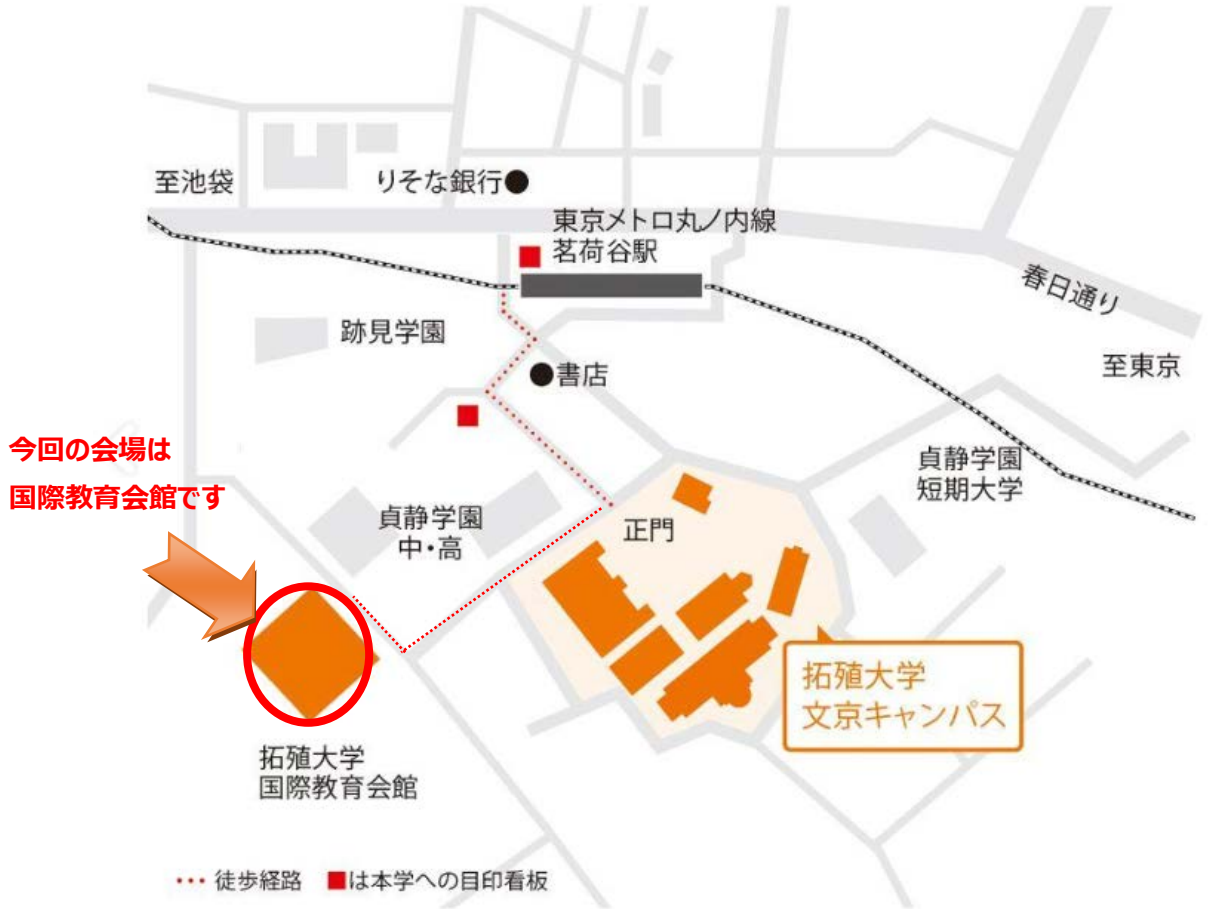 至池袋
りそな銀行
東京メトロ丸ノ内線
茗荷谷駅
春日通り
跡見学園
至東京
書店
今回の会場は
国際教育会館です
貞静学園
短期大学
貞静学園
中・高
正門
拓殖大学
文京キャンパス
拓殖大学
国際教育会館
徒歩経路 ■は本学への目印看板